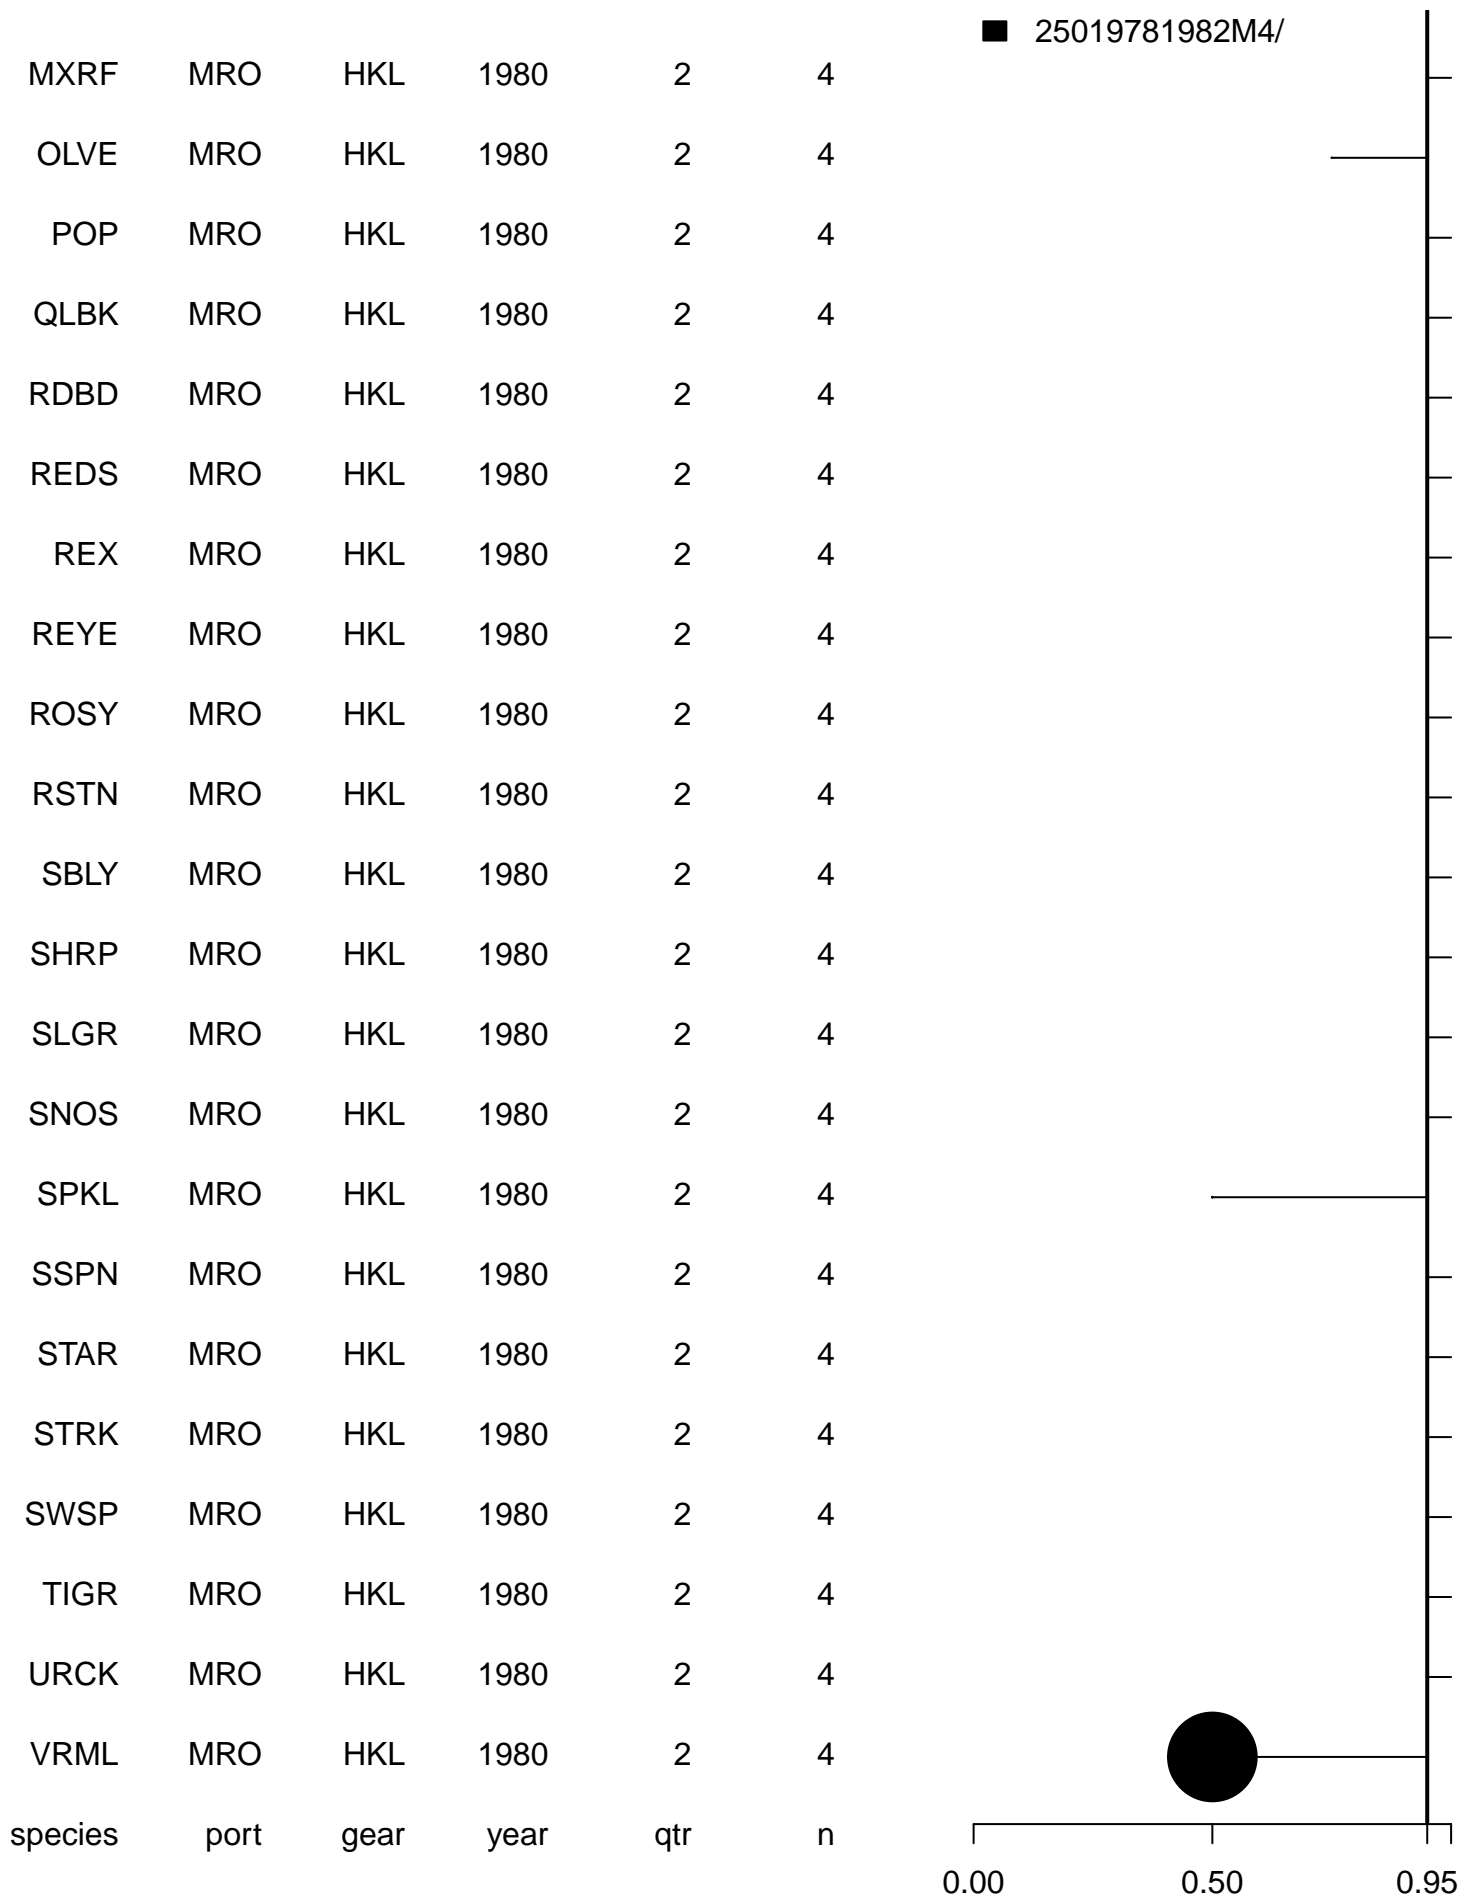 25019781982M4/
MXRF MRO HKL 1980 2 4
OLVE MRO HKL 1980 2 4
POP MRO HKL 1980 2 4
QLBK MRO HKL 1980 2 4
RDBD MRO HKL 1980 2 4
REDS MRO HKL 1980 2 4
REX MRO HKL 1980 2 4
REYE MRO HKL 1980 2 4
ROSY MRO HKL 1980 2 4
RSTN MRO HKL 1980 2 4
SBLY MRO HKL 1980 2 4
SHRP MRO HKL 1980 2 4
SLGR MRO HKL 1980 2 4
SNOS MRO HKL 1980 2 4
SPKL MRO HKL 1980 2 4
SSPN MRO HKL 1980 2 4
STAR MRO HKL 1980 2 4
STRK MRO HKL 1980 2 4
SWSP MRO HKL 1980 2 4
TIGR MRO HKL 1980 2 4
URCK MRO HKL 1980 2 4
VRML MRO HKL 1980 2 4
species port gear year qtr n
0.00 0.50 0.95